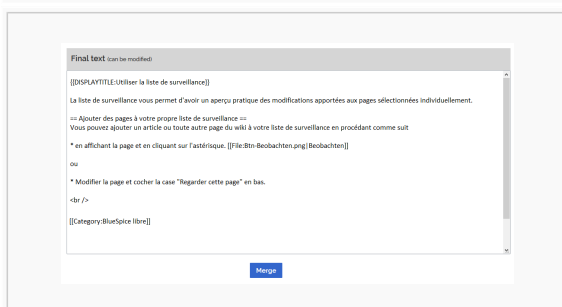 Final text (can be modified)
{{DISPLAYTITLE:Utiliser la liste de surveillance}}
La liste de surveillance vous permet d'avoir un aperçu pratique des modifications apportées aux pages sélectionnées individuellement.
== Ajouter des pages à votre propre liste de surveillance ==
Vous pouvez ajouter un article ou toute autre page du wiki à votre liste de surveillance en procédant comme suit
* en affichant la page et en cliquant sur l'astérisque. [[File:Btn-Beobachten.png|Beobachten]]
ou
* Modifier la page et cocher la case "Regarder cette page" en bas.
<br />
[[Category:BlueSpice libre]]
Merge